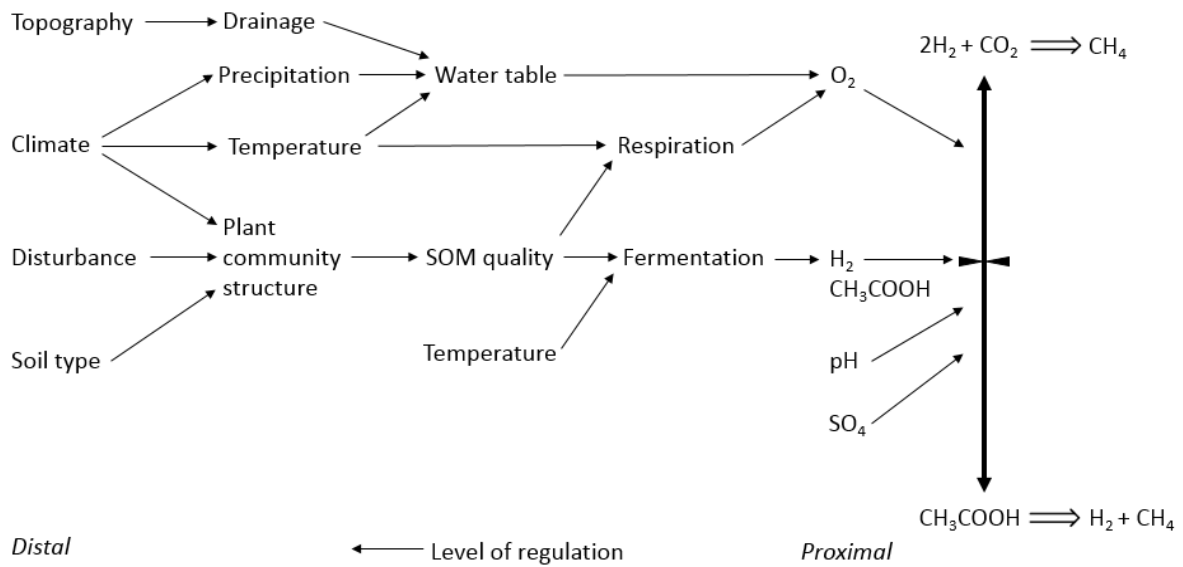 Topography
Drainage
2H₂ + CO₂ ⟹ CH₄
Precipitation
Water table
O₂
Climate
Temperature
Respiration
Plant
community
structure
Disturbance
SOM quality
Fermentation
H₂
CH₃COOH
Soil type
Temperature
pH
SO₄
CH₃COOH ⟹ H₂ + CH₄
Distal
Level of regulation
Proximal